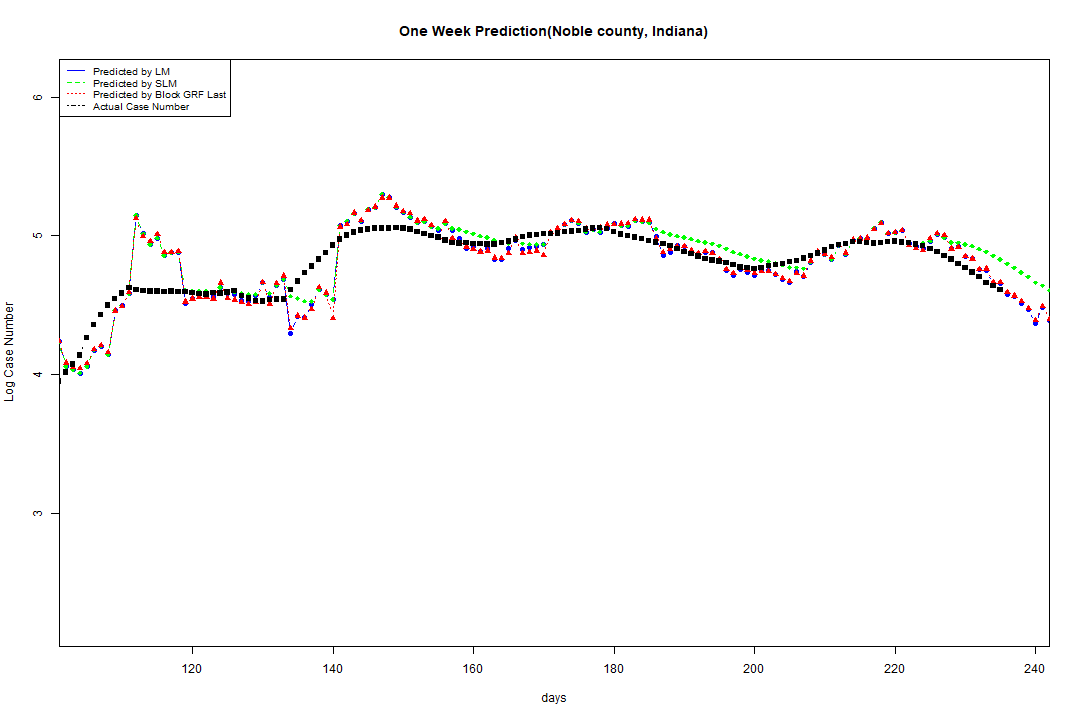 One Week Prediction(Noble county, Indiana)
Predicted by LM
Predicted by SLM
Predicted by Block GRF Last
Actual Case Number
6
5
4
3
Log Case Number
120 140 160 180 200 220 240
days